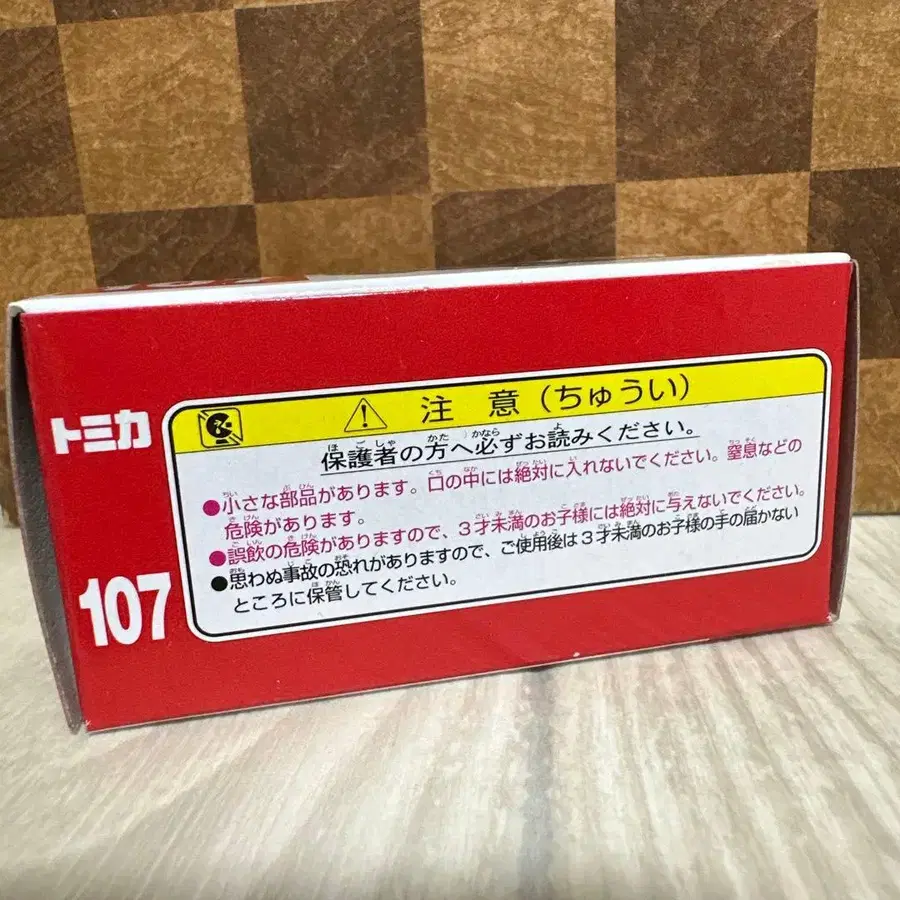 トミカ
107
注 意（ちゅうい）
保護者の方へ必ずお読みください。
●小さな部品があります。口の中には絶対に入れないでください。窒息などの
危険があります。
●誤飲の危険がありますので、3才未満のお子様には絶対に与えないでください。
●思わぬ事故の恐れがありますので、ご使用後は3才未満のお子様の手の届かない
ところに保管してください。